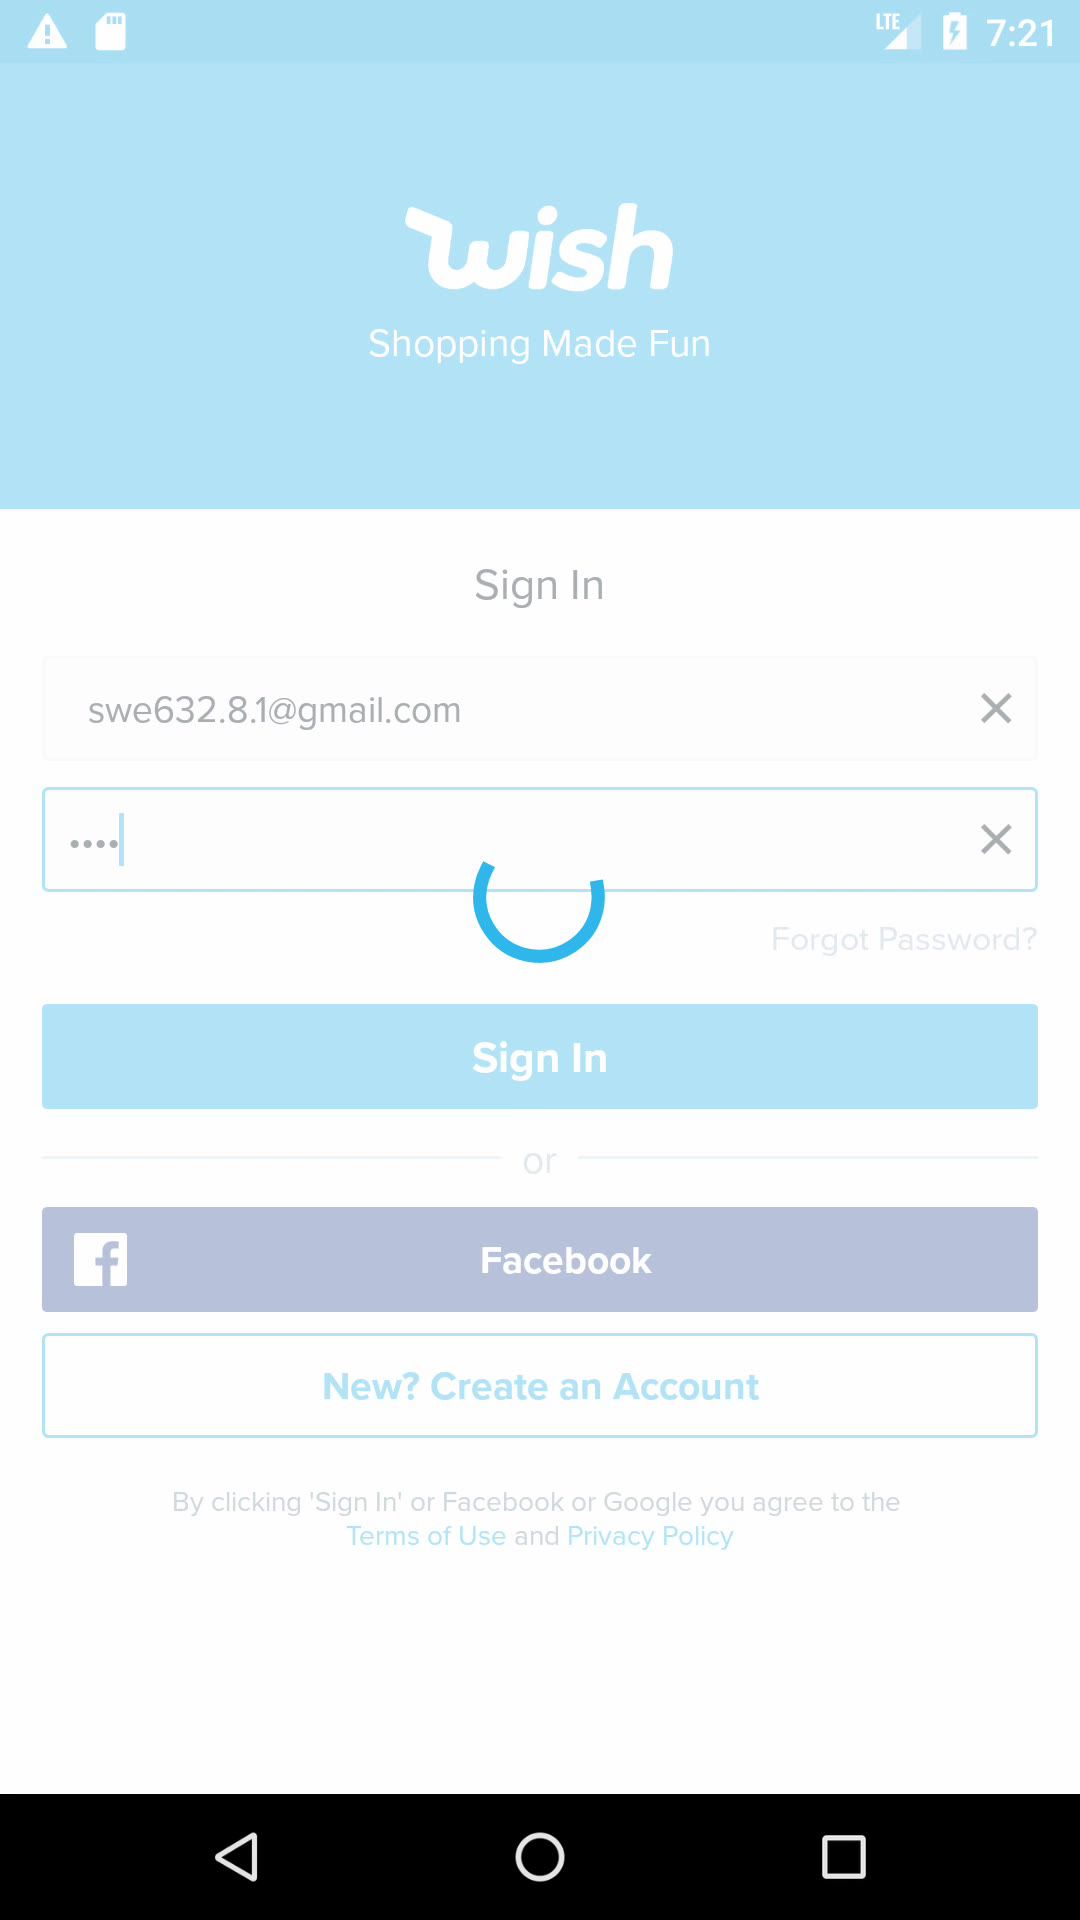 LTE 7:21
wish
Shopping Made Fun
Sign In
swe632.8.1@gmail.com
••••
Forgot Password?
Sign In
or
Facebook
New? Create an Account
By clicking 'Sign In' or Facebook or Google you agree to the
Terms of Use and Privacy Policy